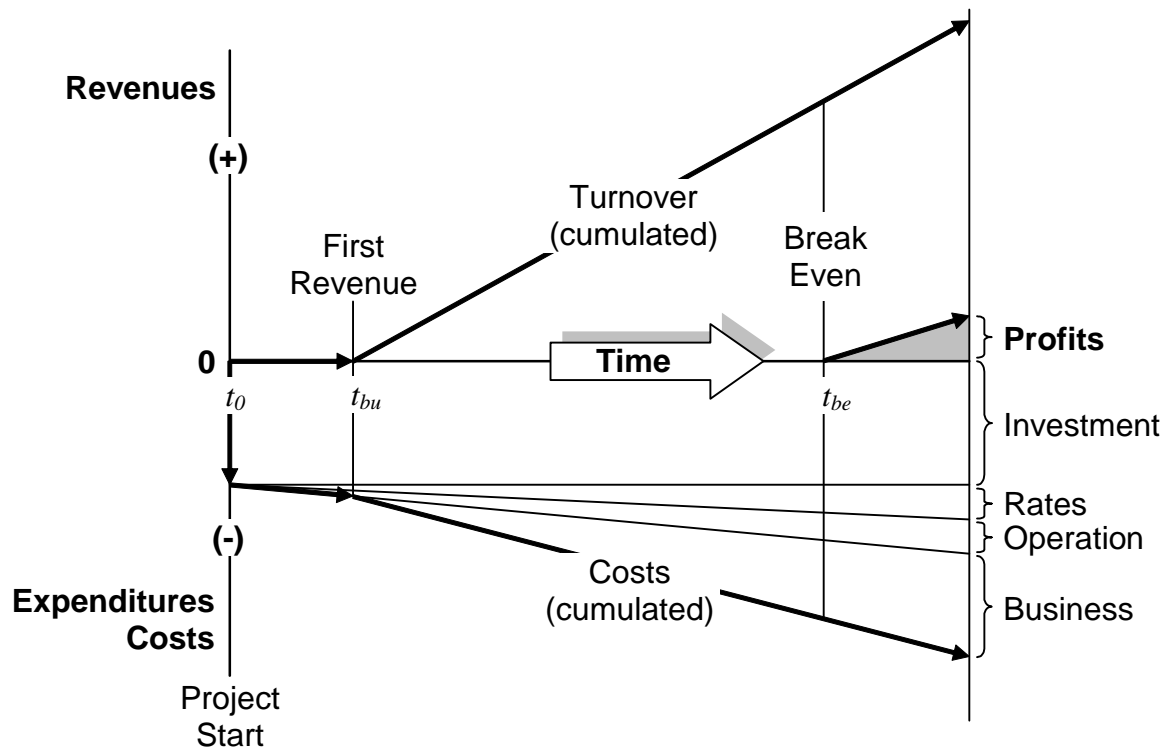 Revenues
(+)
Turnover
(cumulated)
First
Revenue
Break
Even
Profits
Time
0
t0
tbu
tbe
Investment
Rates
(-)
Operation
Costs
(cumulated)
Expenditures
Costs
Business
Project
Start